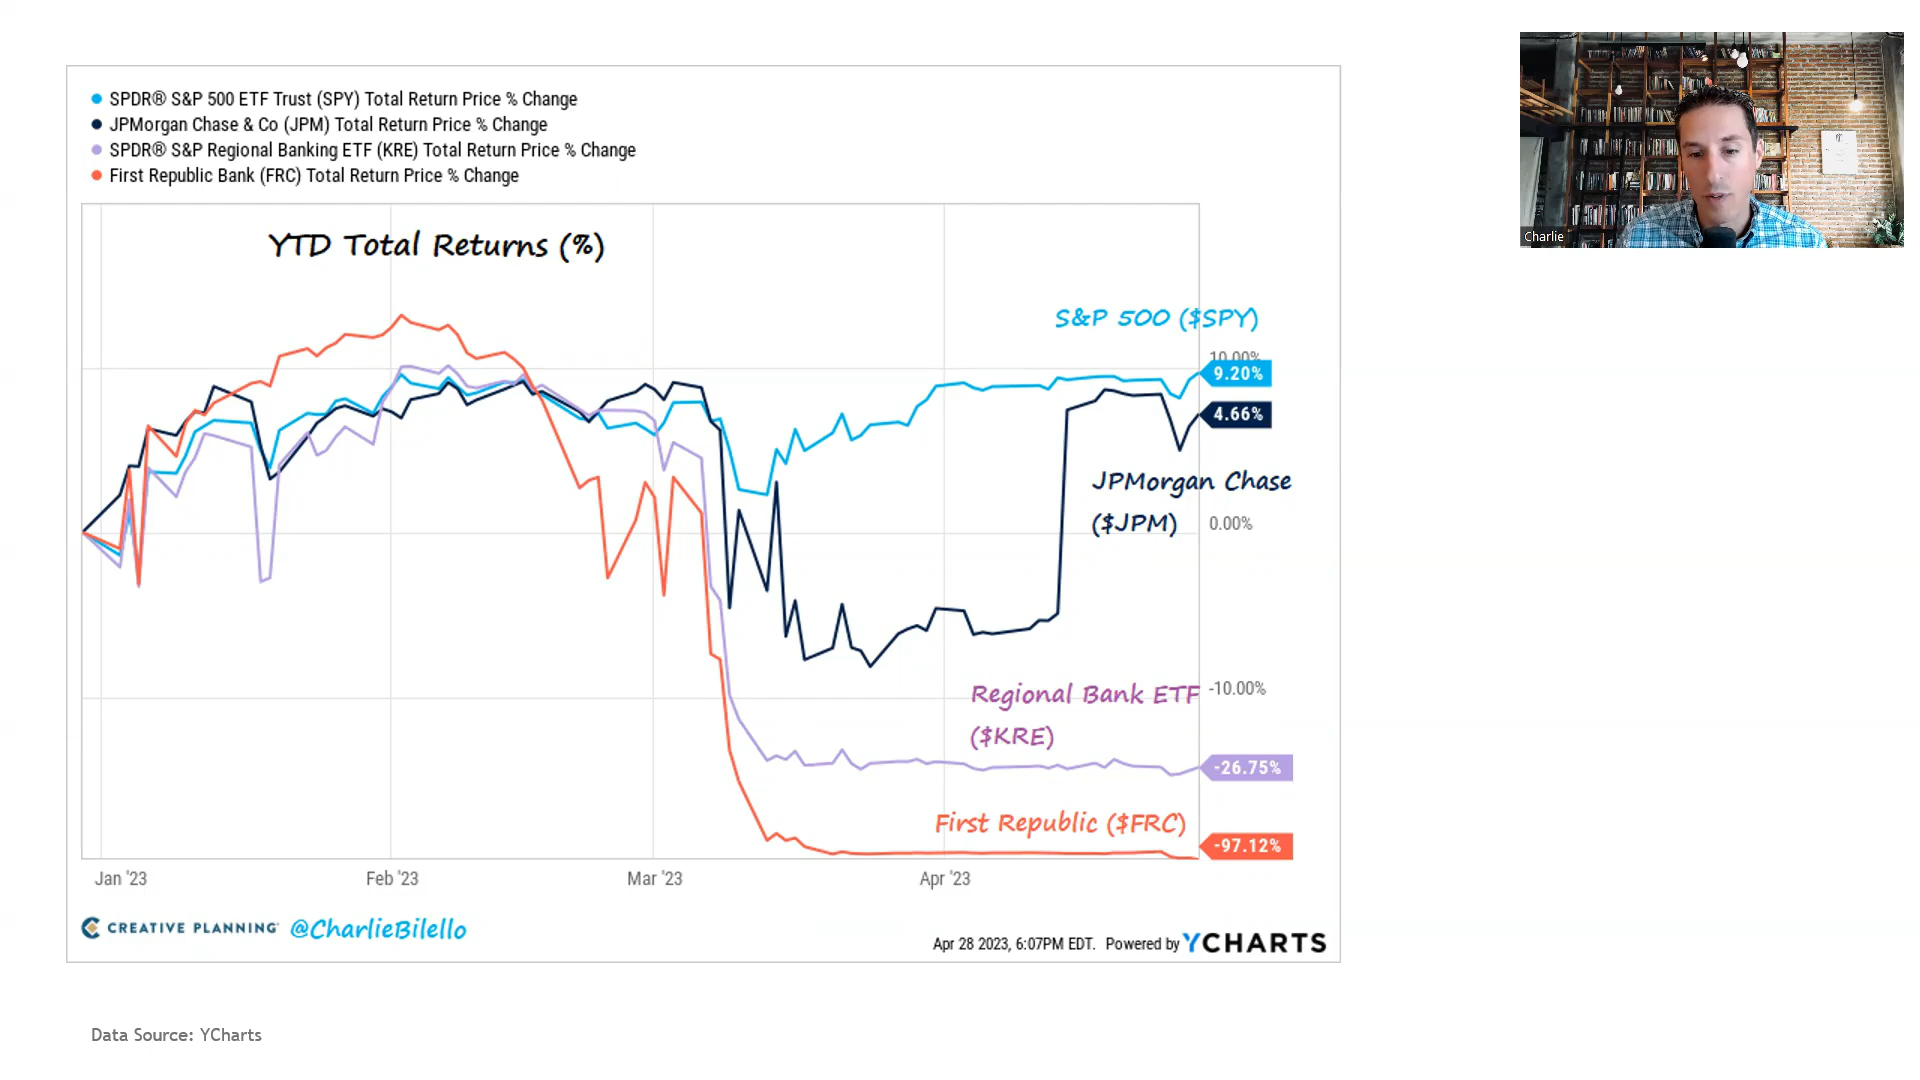 SPDR® S&P 500 ETF Trust (SPY) Total Return Price % Change
JPMorgan Chase & Co (JPM) Total Return Price % Change
SPDR® S&P Regional Banking ETF (KRE) Total Return Price % Change
First Republic Bank (FRC) Total Return Price % Change
YTD Total Returns (%)
Charlie
S&P 500 ($SPY)
10.00%
9.20%
4.66%
JPMorgan Chase
($JPM)
0.00%
Regional Bank ETF
($KRE)
-10.00%
-26.75%
First Republic ($FRC)
-97.12%
Jan '23
Feb '23
Mar '23
Apr '23
CREATIVE PLANNING
@CharlieBilello
Apr 28 2023, 6:07PM EDT. Powered by YCHARTS
Data Source: YCharts